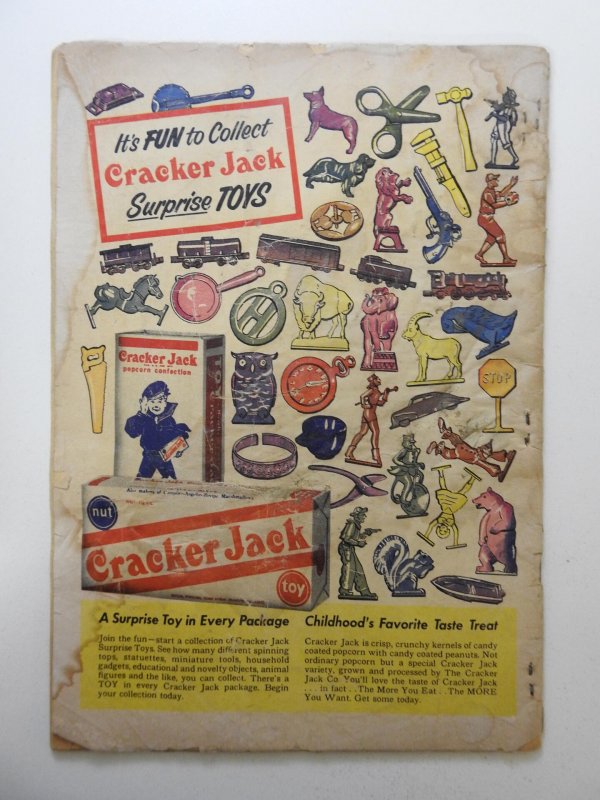 It's FUN to Collect
Cracker Jack
Surprise TOYS
H
STOP
Cracker Jack
popcorn confection
nut
Cracker Jack
toy
A Surprise Toy in Every Package
Join the fun—start a collection of Cracker Jack
Surprise Toys. See how many different spinning
tops, statuettes, miniature tools, household
gadgets, educational and novelty objects, animal
figures and the like, you can collect. There's a
TOY in every Cracker Jack package. Begin
your collection today.
Childhood's Favorite Taste Treat
Cracker Jack is crisp, crunchy kernels of candy
coated popcorn with candy coated peanuts. Not
ordinary popcorn but a special Cracker Jack
variety, grown and processed by The Cracker
Jack Co. You'll love the taste of Cracker Jack
. . . in fact . . The More You Eat . . The MORE
You Want. Get some today.